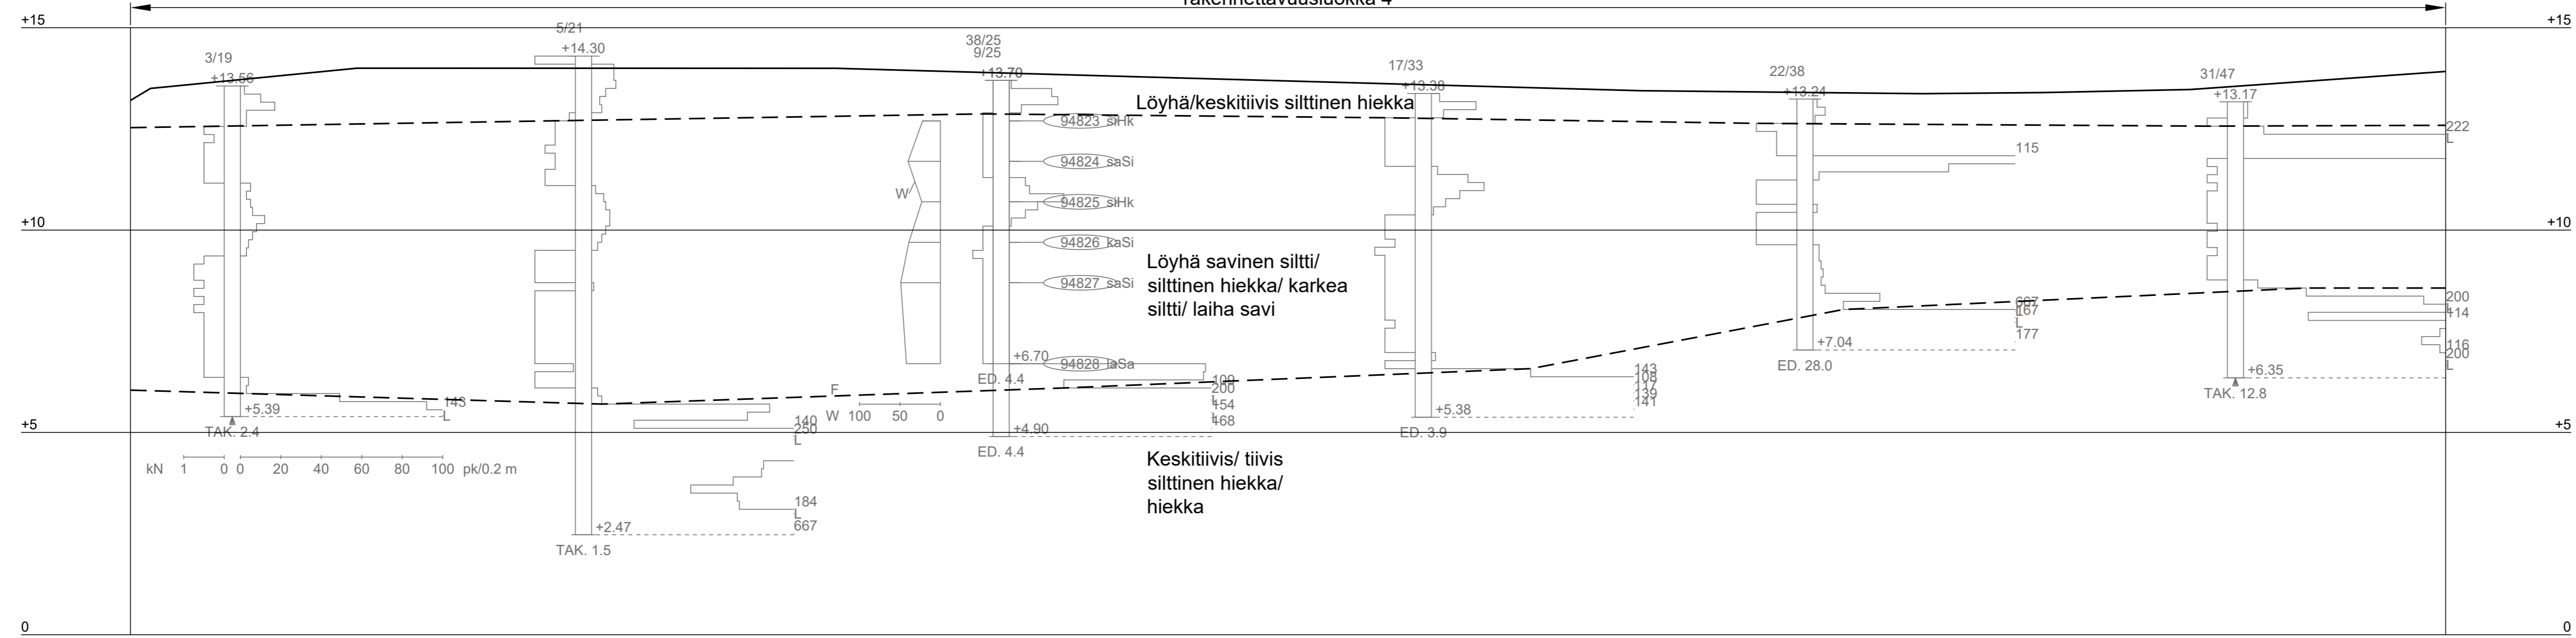 rakennettavuusluokka 4
+15
+15
3/19
+13.56
5/21
+14.30
38/25
9/25
+13.70
17/33
+13.38
22/38
+13.24
31/47
+13.17
Löyhä/keskitiivis silttinen hiekka
94823 siHk
94824 saSi
94825 siHk
94826 kaSi
94827 saSi
94828 laSa
W
115
222
L
+10
+10
Löyhä savinen siltti/
silttinen hiekka/ karkea
siltti/ laiha savi
+6.70
ED. 4.4
109
200
L
154
L
168
143
108
117
139
141
667
L
167
L
177
200
L
114
116
200
L
+7.04
ED. 28.0
+6.35
TAK. 12.8
+5.39
TAK. 2.4
143
L
F
W 100 50 0
140
250
L
184
L
667
+5
+5
+4.90
ED. 4.4
+5.38
ED. 3.9
kN 1 0 0 20 40 60 80 100 pk/0.2 m
Keskitiivis/ tiivis
silttinen hiekka/
hiekka
+2.47
TAK. 1.5
0
0